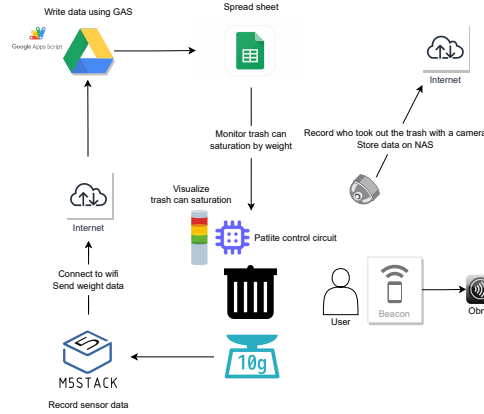 Write data using GAS
Spread sheet
Google Apps Script
Internet
Monitor trash can
saturation by weight
Record who took out the trash with a camera
Store data on NAS
Visualize
trash can saturation
Internet
Patlite control circuit
Connect to wifi
Send weight data
Beacon
User
10g
5
M5STACK
Record sensor data